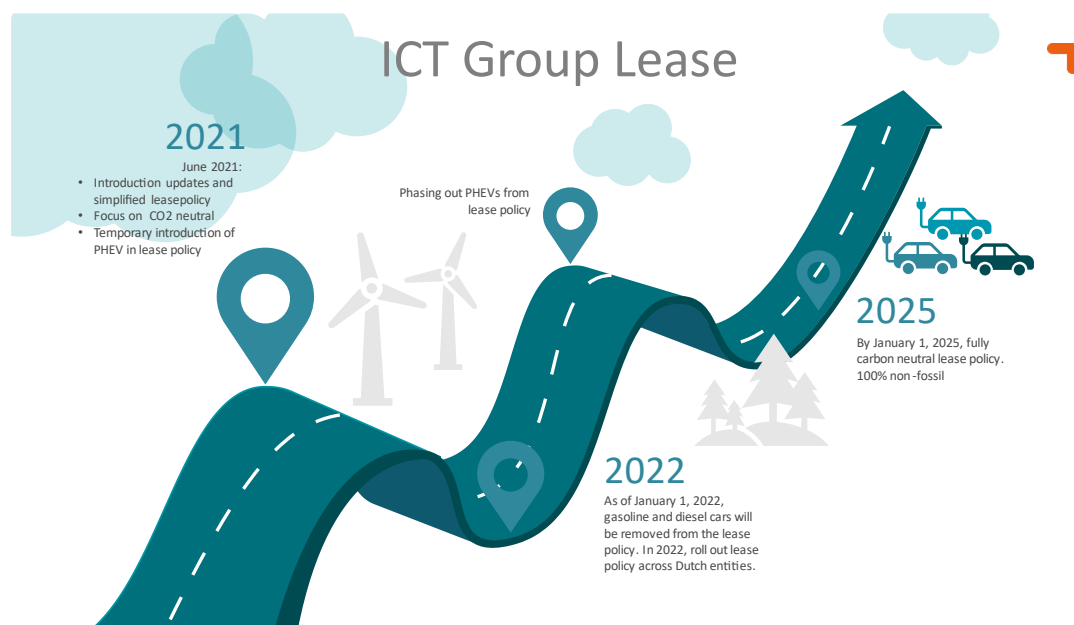 ICT Group Lease
2021
June 2021:
• Introduction updates and
simplified leasepolicy
• Focus on CO2 neutral
• Temporary introduction of
PHEV in lease policy
Phasing out PHEVs from
lease policy
2025
By January 1, 2025, fully
carbon neutral lease policy.
100% non-fossil
2022
As of January 1, 2022,
gasoline and diesel cars will
be removed from the lease
policy. In 2022, roll out lease
policy across Dutch entities.